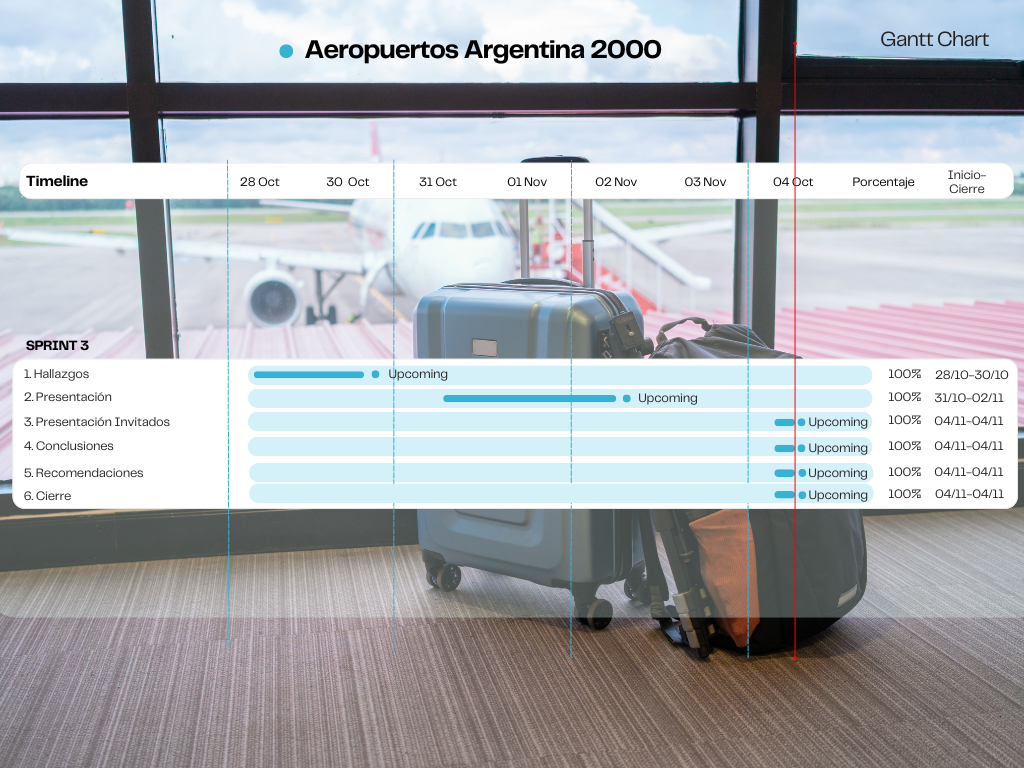 Aeropuertos Argentina 2000
Gantt Chart
Timeline 28 Oct 30 Oct 31 Oct 01 Nov 02 Nov 03 Nov 04 Oct Porcentaje Inicio-
Cierre
SPRINT 3
1. Hallazgos Upcoming 100% 28/10-30/10
2. Presentación Upcoming 100% 31/10-02/11
3. Presentación Invitados Upcoming 100% 04/11-04/11
4. Conclusiones Upcoming 100% 04/11-04/11
5. Recomendaciones Upcoming 100% 04/11-04/11
6. Cierre Upcoming 100% 04/11-04/11